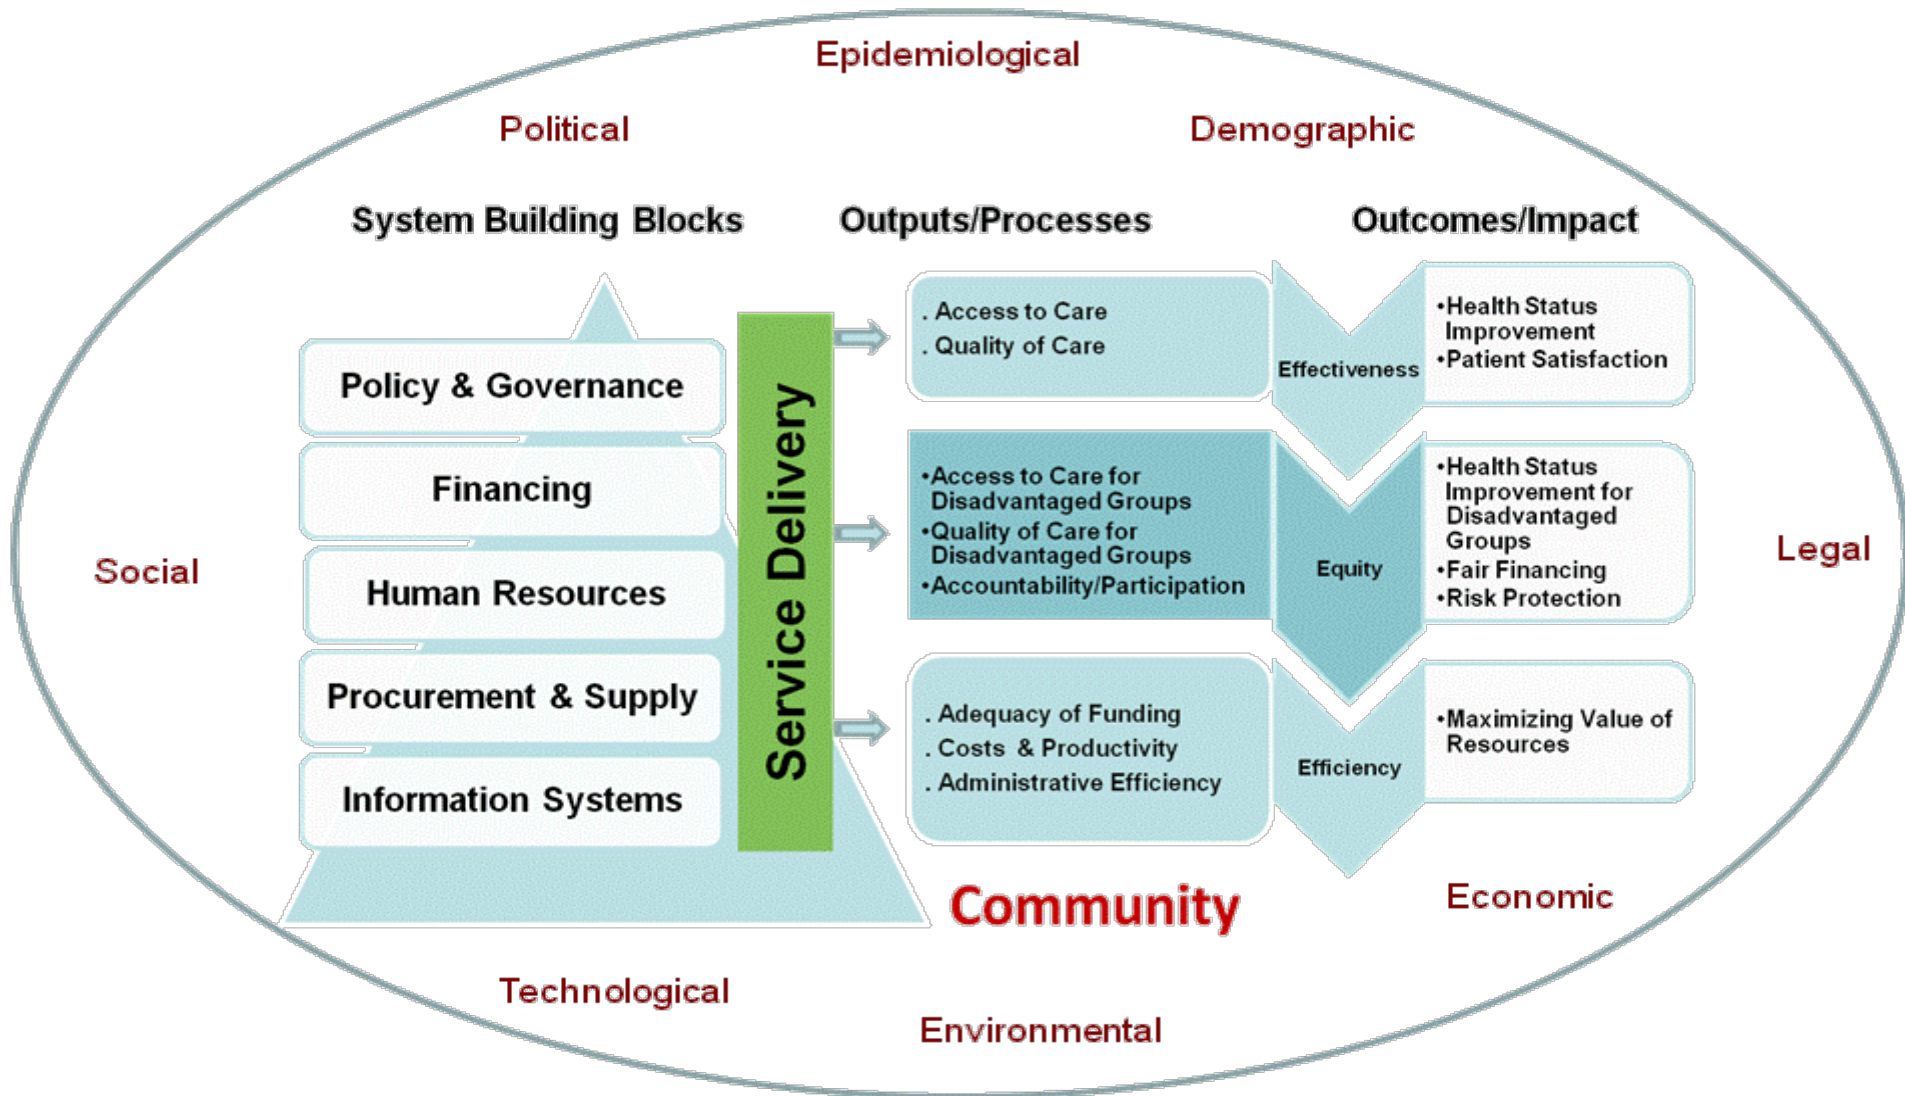 Epidemiological
Political
Demographic
System Building Blocks
Outputs/Processes
Outcomes/Impact
Policy & Governance
Financing
Human Resources
Procurement & Supply
Information Systems
Service Delivery
. Access to Care
. Quality of Care
Effectiveness
•Health Status
Improvement
•Patient Satisfaction
•Access to Care for
Disadvantaged Groups
•Quality of Care for
Disadvantaged Groups
•Accountability/Participation
Equity
•Health Status
Improvement for
Disadvantaged
Groups
•Fair Financing
•Risk Protection
. Adequacy of Funding
. Costs & Productivity
. Administrative Efficiency
Efficiency
•Maximizing Value of
Resources
Social
Legal
Community
Economic
Technological
Environmental